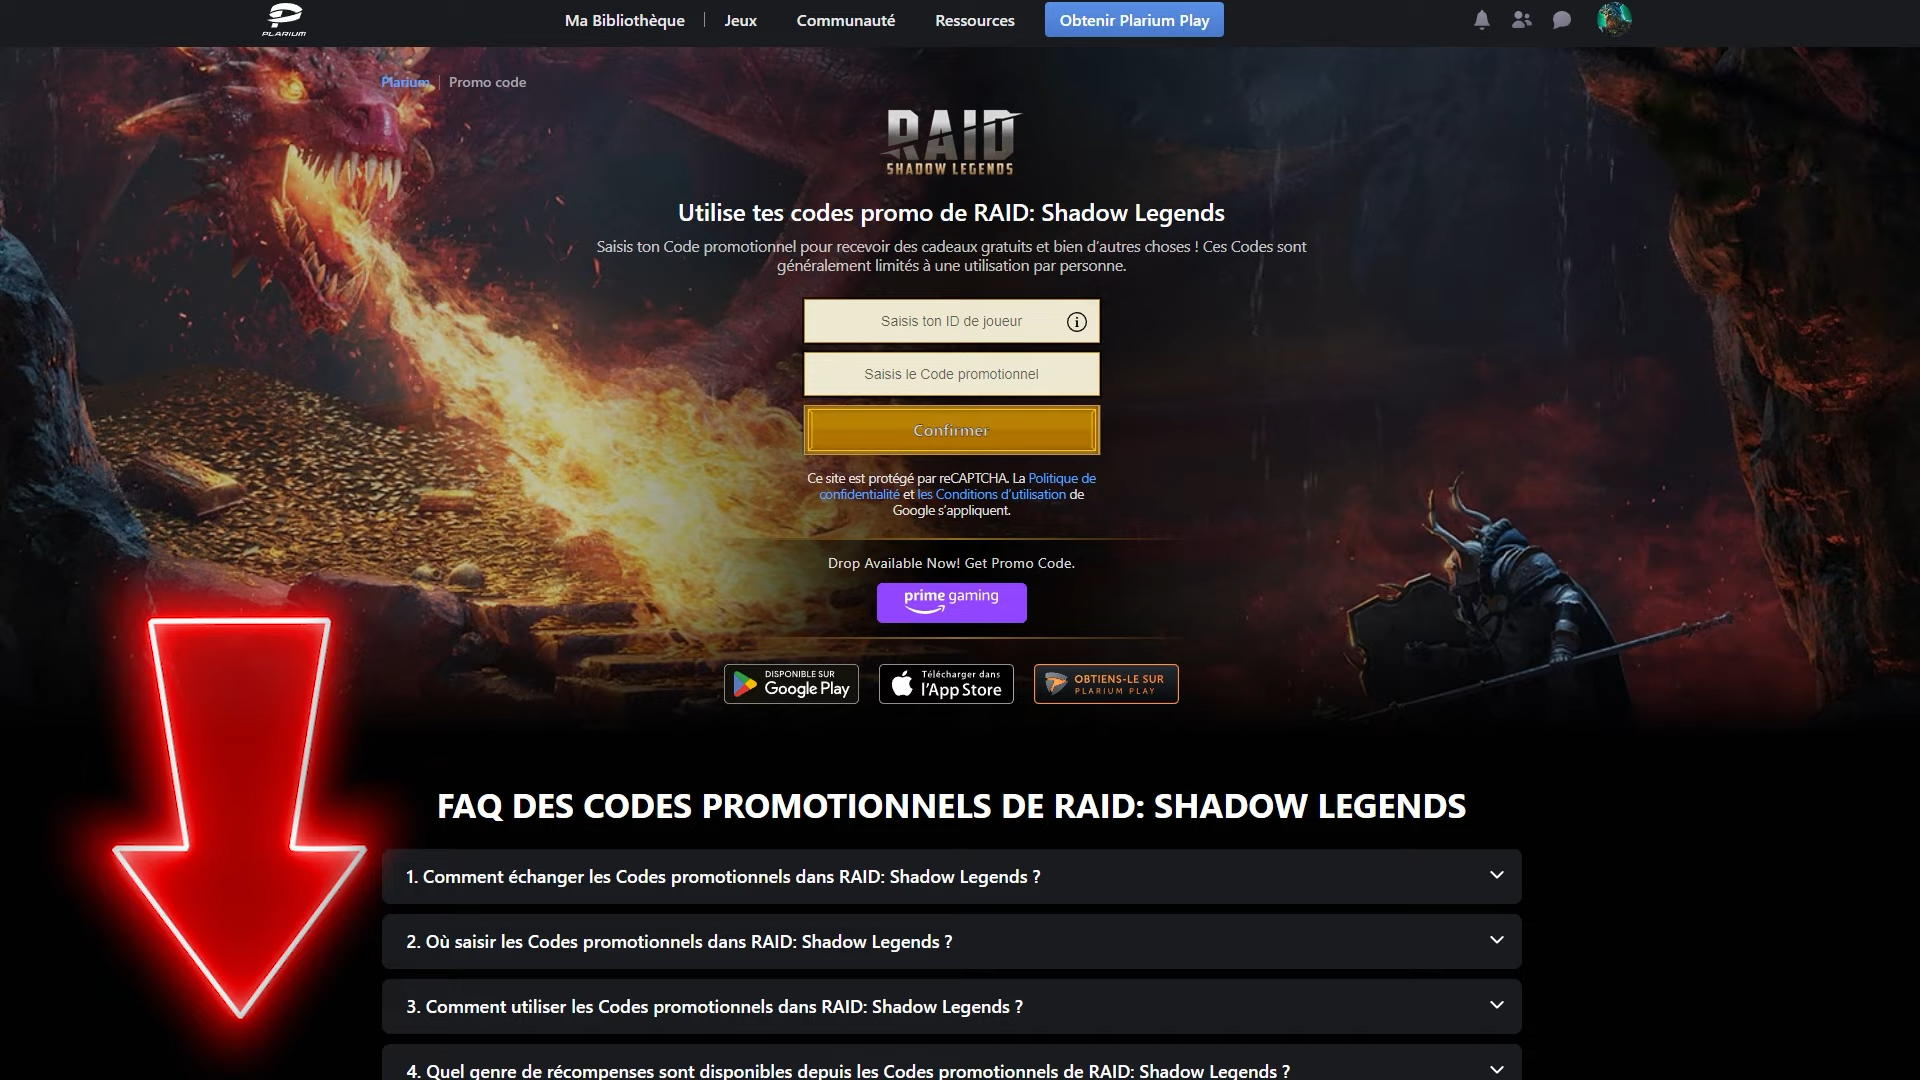 PLARIUM
Ma Bibliothèque
Jeux
Communauté
Ressources
Obtenir Plarium Play
Plarium
Promo code
RAID
SHADOW LEGENDS
Utilise tes codes promo de RAID: Shadow Legends
Saisis ton Code promotionnel pour recevoir des cadeaux gratuits et bien d’autres choses ! Ces Codes sont
généralement limités à une utilisation par personne.
Saisis ton ID de joueur
Saisis le Code promotionnel
Confirmer
Ce site est protégé par reCAPTCHA. La Politique de
confidentialité et les Conditions d’utilisation de
Google s’appliquent.
Drop Available Now! Get Promo Code.
prime gaming
DISPONIBLE SUR
Google Play
Télécharger dans
l’App Store
OBTIENS-LE SUR
PLARIUM PLAY
FAQ DES CODES PROMOTIONNELS DE RAID: SHADOW LEGENDS
1. Comment échanger les Codes promotionnels dans RAID: Shadow Legends ?
2. Où saisir les Codes promotionnels dans RAID: Shadow Legends ?
3. Comment utiliser les Codes promotionnels dans RAID: Shadow Legends ?
4. Quel genre de récompenses sont disponibles depuis les Codes promotionnels de RAID: Shadow Legends ?